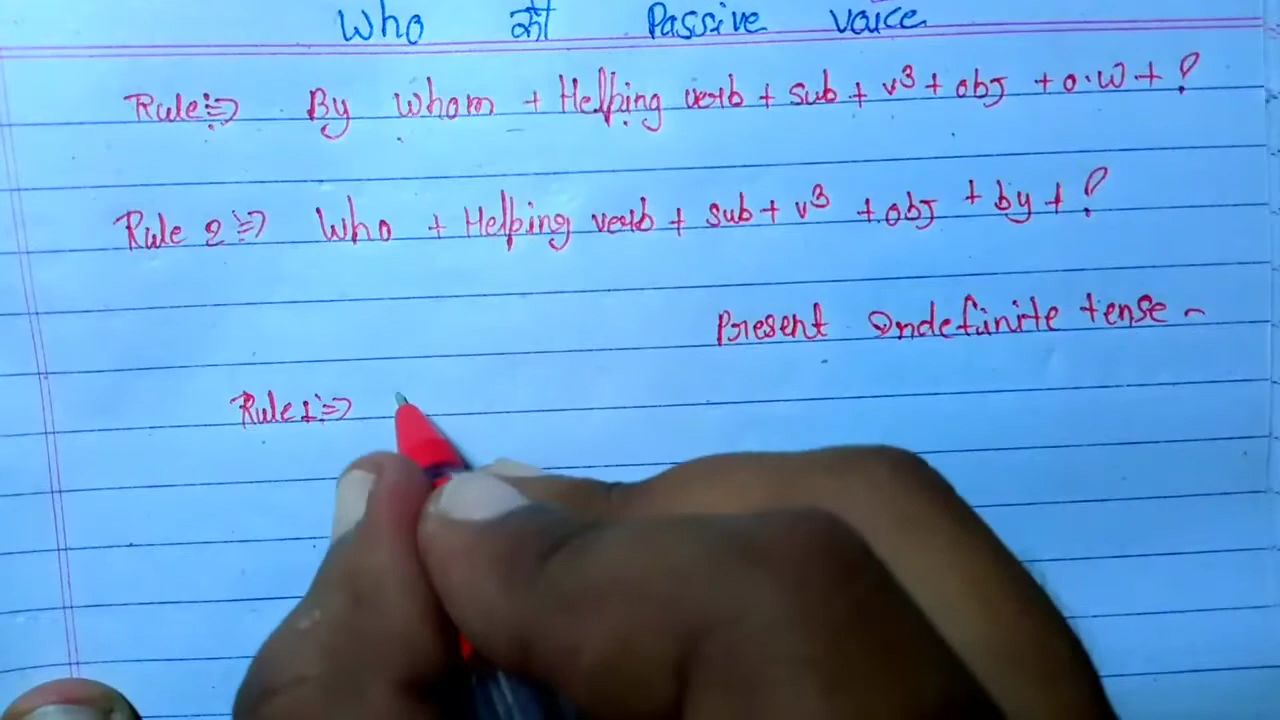 Who की Passive voice
Rule:⇒ By whom + Helping verb + sub + v³ + obj + o.w + ?
Rule 2:⇒ Who + Helping verb + sub + v³ + obj + by + ?
Present Indefinite tense -
Rule 1:⇒